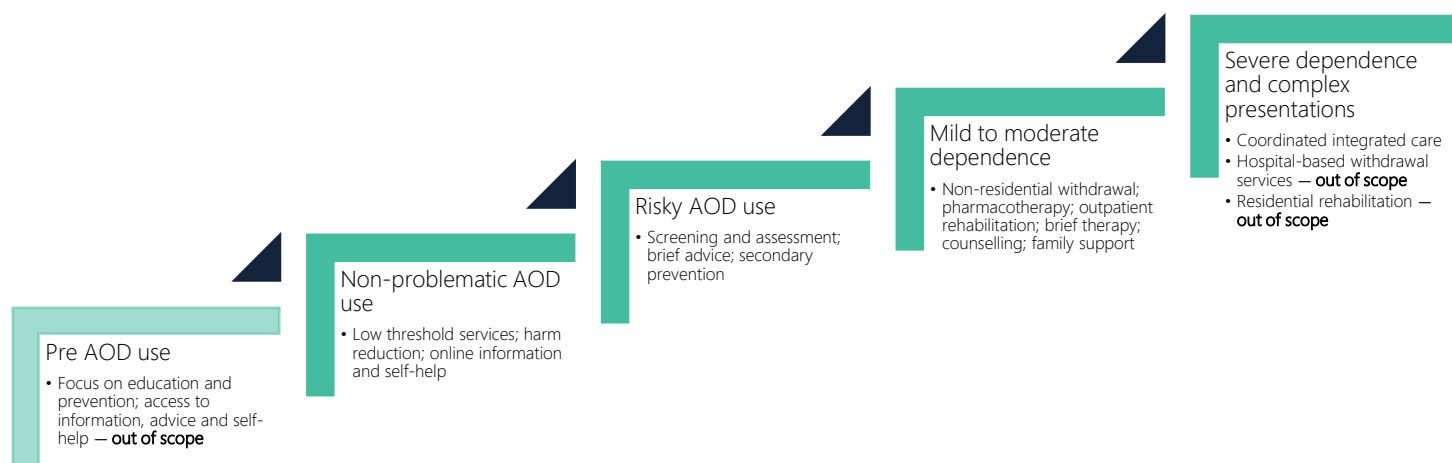 Pre AOD use
• Focus on education and
prevention; access to
information, advice and self-
help — out of scope
Non-problematic AOD
use
• Low threshold services; harm
reduction; online information
and self-help
Risky AOD use
• Screening and assessment;
brief advice; secondary
prevention
Mild to moderate
dependence
• Non-residential withdrawal;
pharmacotherapy; outpatient
rehabilitation; brief therapy;
counselling; family support
Severe dependence
and complex
presentations
• Coordinated integrated care
• Hospital-based withdrawal
services — out of scope
• Residential rehabilitation —
out of scope